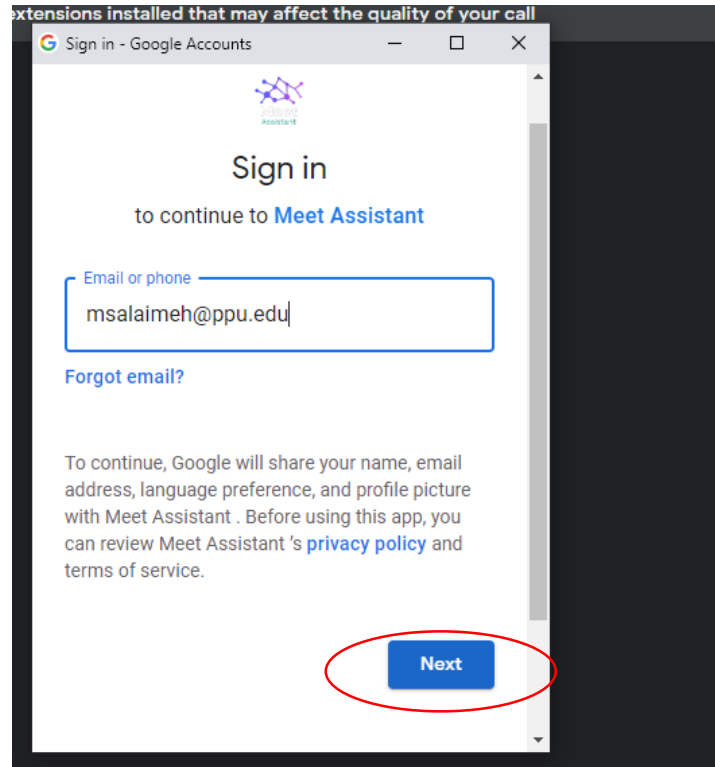 extensions installed that may affect the quality of your call
Sign in - Google Accounts
Meet
Assistant
Sign in
to continue to Meet Assistant
Email or phone
msalaimeh@ppu.edu
Forgot email?
To continue, Google will share your name, email
address, language preference, and profile picture
with Meet Assistant . Before using this app, you
can review Meet Assistant 's privacy policy and
terms of service.
Next